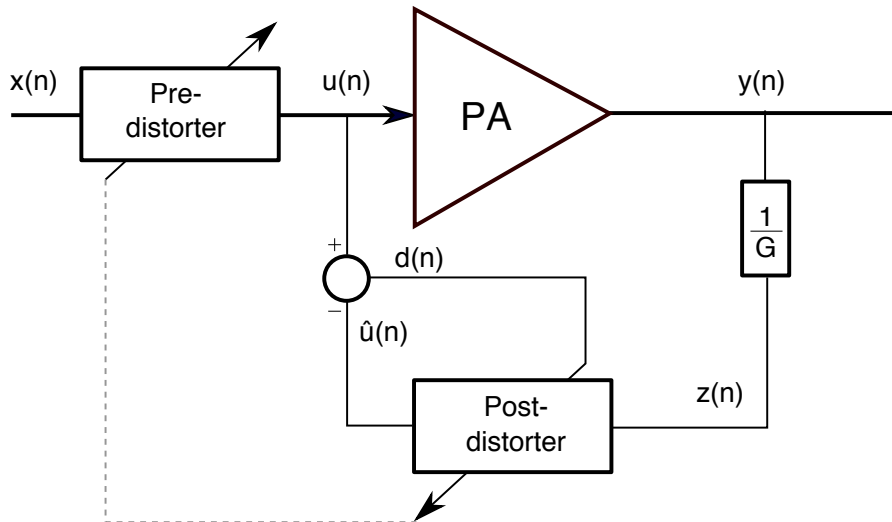 x(n)
Pre-
distorter
u(n)
PA
y(n)
1
G
+
d(n)
−
û(n)
Post-
distorter
z(n)